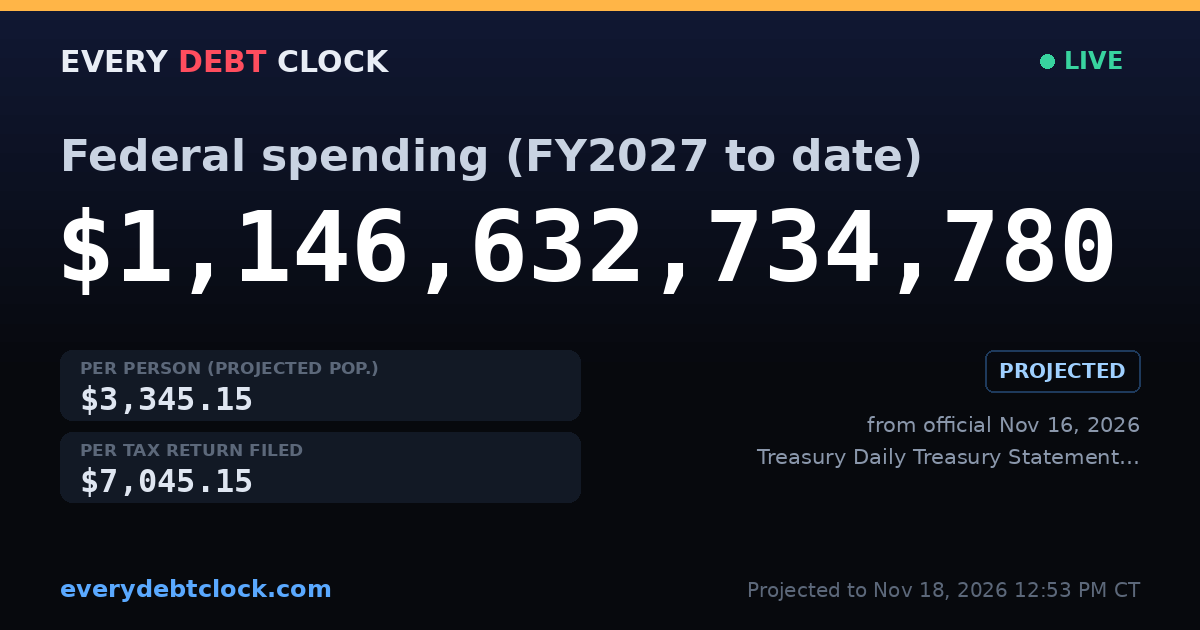 EVERY DEBT CLOCK
LIVE
Federal spending (FY2027 to date)
$1,146,632,734,780
PER PERSON (PROJECTED POP.)
$3,345.15
PER TAX RETURN FILED
$7,045.15
PROJECTED
from official Nov 16, 2026
Treasury Daily Treasury Statement…
everydebtclock.com
Projected to Nov 18, 2026 12:53 PM CT